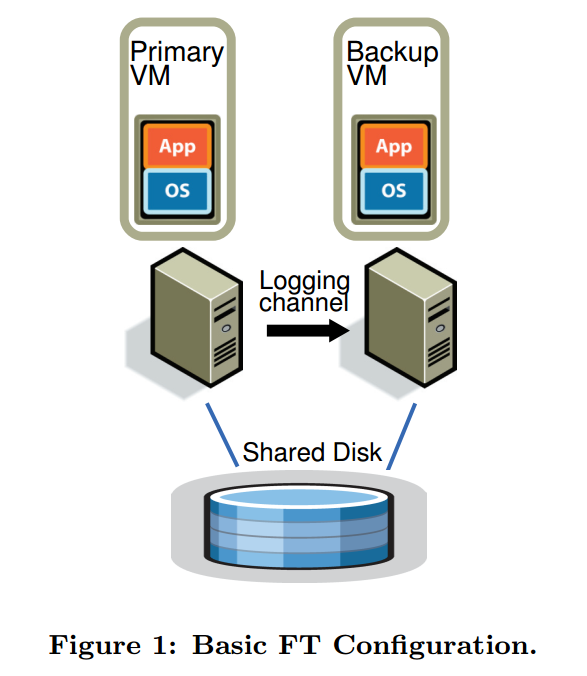 Primary
VM
Backup
VM
App
OS
App
OS
Logging
channel
Shared Disk
Figure 1: Basic FT Configuration.